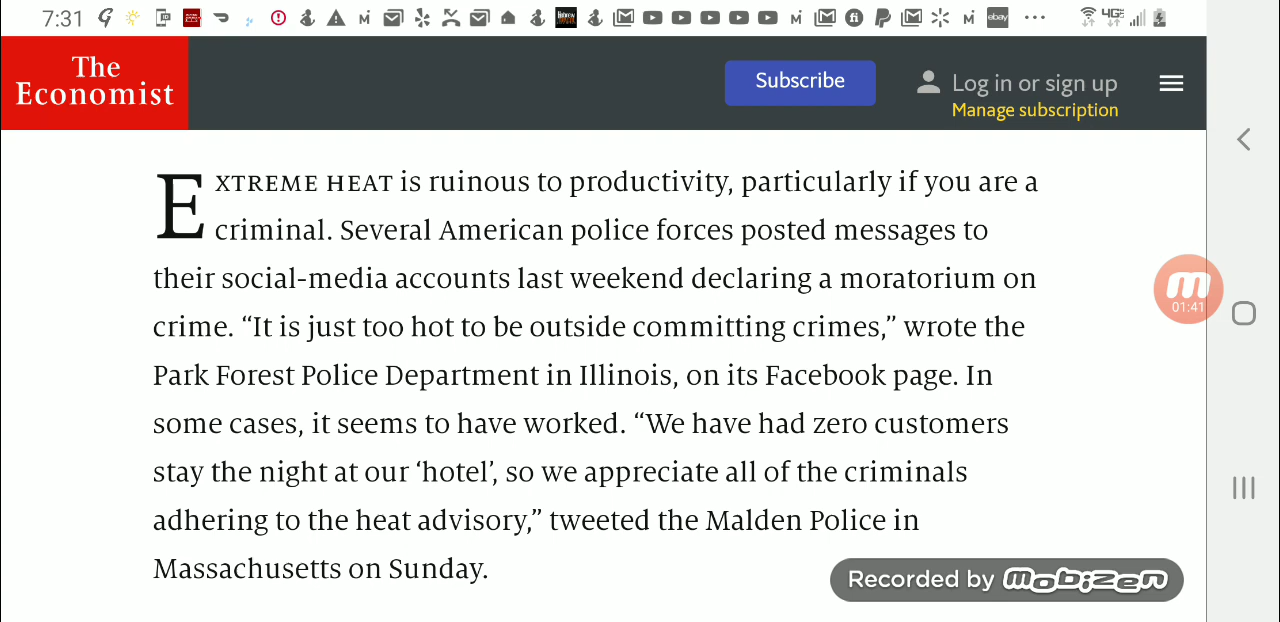 7:31
4GE
The
Economist
Subscribe
Log in or sign up
Manage subscription
EXTREME HEAT is ruinous to productivity, particularly if you are a
criminal. Several American police forces posted messages to
their social-media accounts last weekend declaring a moratorium on
crime. “It is just too hot to be outside committing crimes,” wrote the
Park Forest Police Department in Illinois, on its Facebook page. In
some cases, it seems to have worked. “We have had zero customers
stay the night at our ‘hotel’, so we appreciate all of the criminals
adhering to the heat advisory,” tweeted the Malden Police in
Massachusetts on Sunday.
01:41
Recorded by mobizen